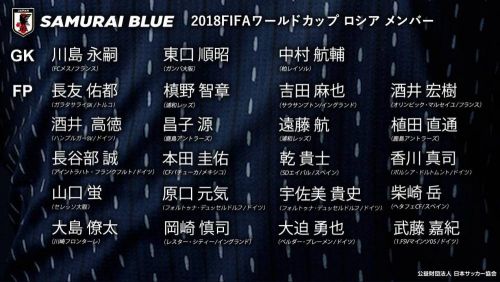 JFA
SAMURAI BLUE 2018FIFAワールドカップ ロシア メンバー
GK 川島 永嗣 東口 順昭 中村 航輔
(FCメス/フランス) (ガンバ大阪) (柏レイソル)
FP 長友 佑都 槙野 智章 吉田 麻也 酒井 宏樹
(ガラタサライSK/トルコ) (浦和レッズ) (サウサンプトン/イングランド) (オリンピック・マルセイユ/フランス)
酒井 高徳 昌子 源 遠藤 航 植田 直通
(ハンブルガーSV/ドイツ) (鹿島アントラーズ) (浦和レッズ) (鹿島アントラーズ)
長谷部 誠 本田 圭佑 乾 貴士 香川 真司
(アイントラハト・フランクフルト/ドイツ) (CFパチューカ/メキシコ) (SDエイバル/スペイン) (ボルシア・ドルトムント/ドイツ)
山口 蛍 原口 元気 宇佐美 貴史 柴崎 岳
(セレッソ大阪) (フォルトゥナ・デュッセルドルフ/ドイツ) (フォルトゥナ・デュッセルドルフ/ドイツ) (ヘタフェCF/スペイン)
大島 僚太 岡崎 慎司 大迫 勇也 武藤 嘉紀
(川崎フロンターレ) (レスター・シティー/イングランド) (ベルダー・ブレーメン/ドイツ) (1.FSVマインツ05/ドイツ)
公益財団法人 日本サッカー協会